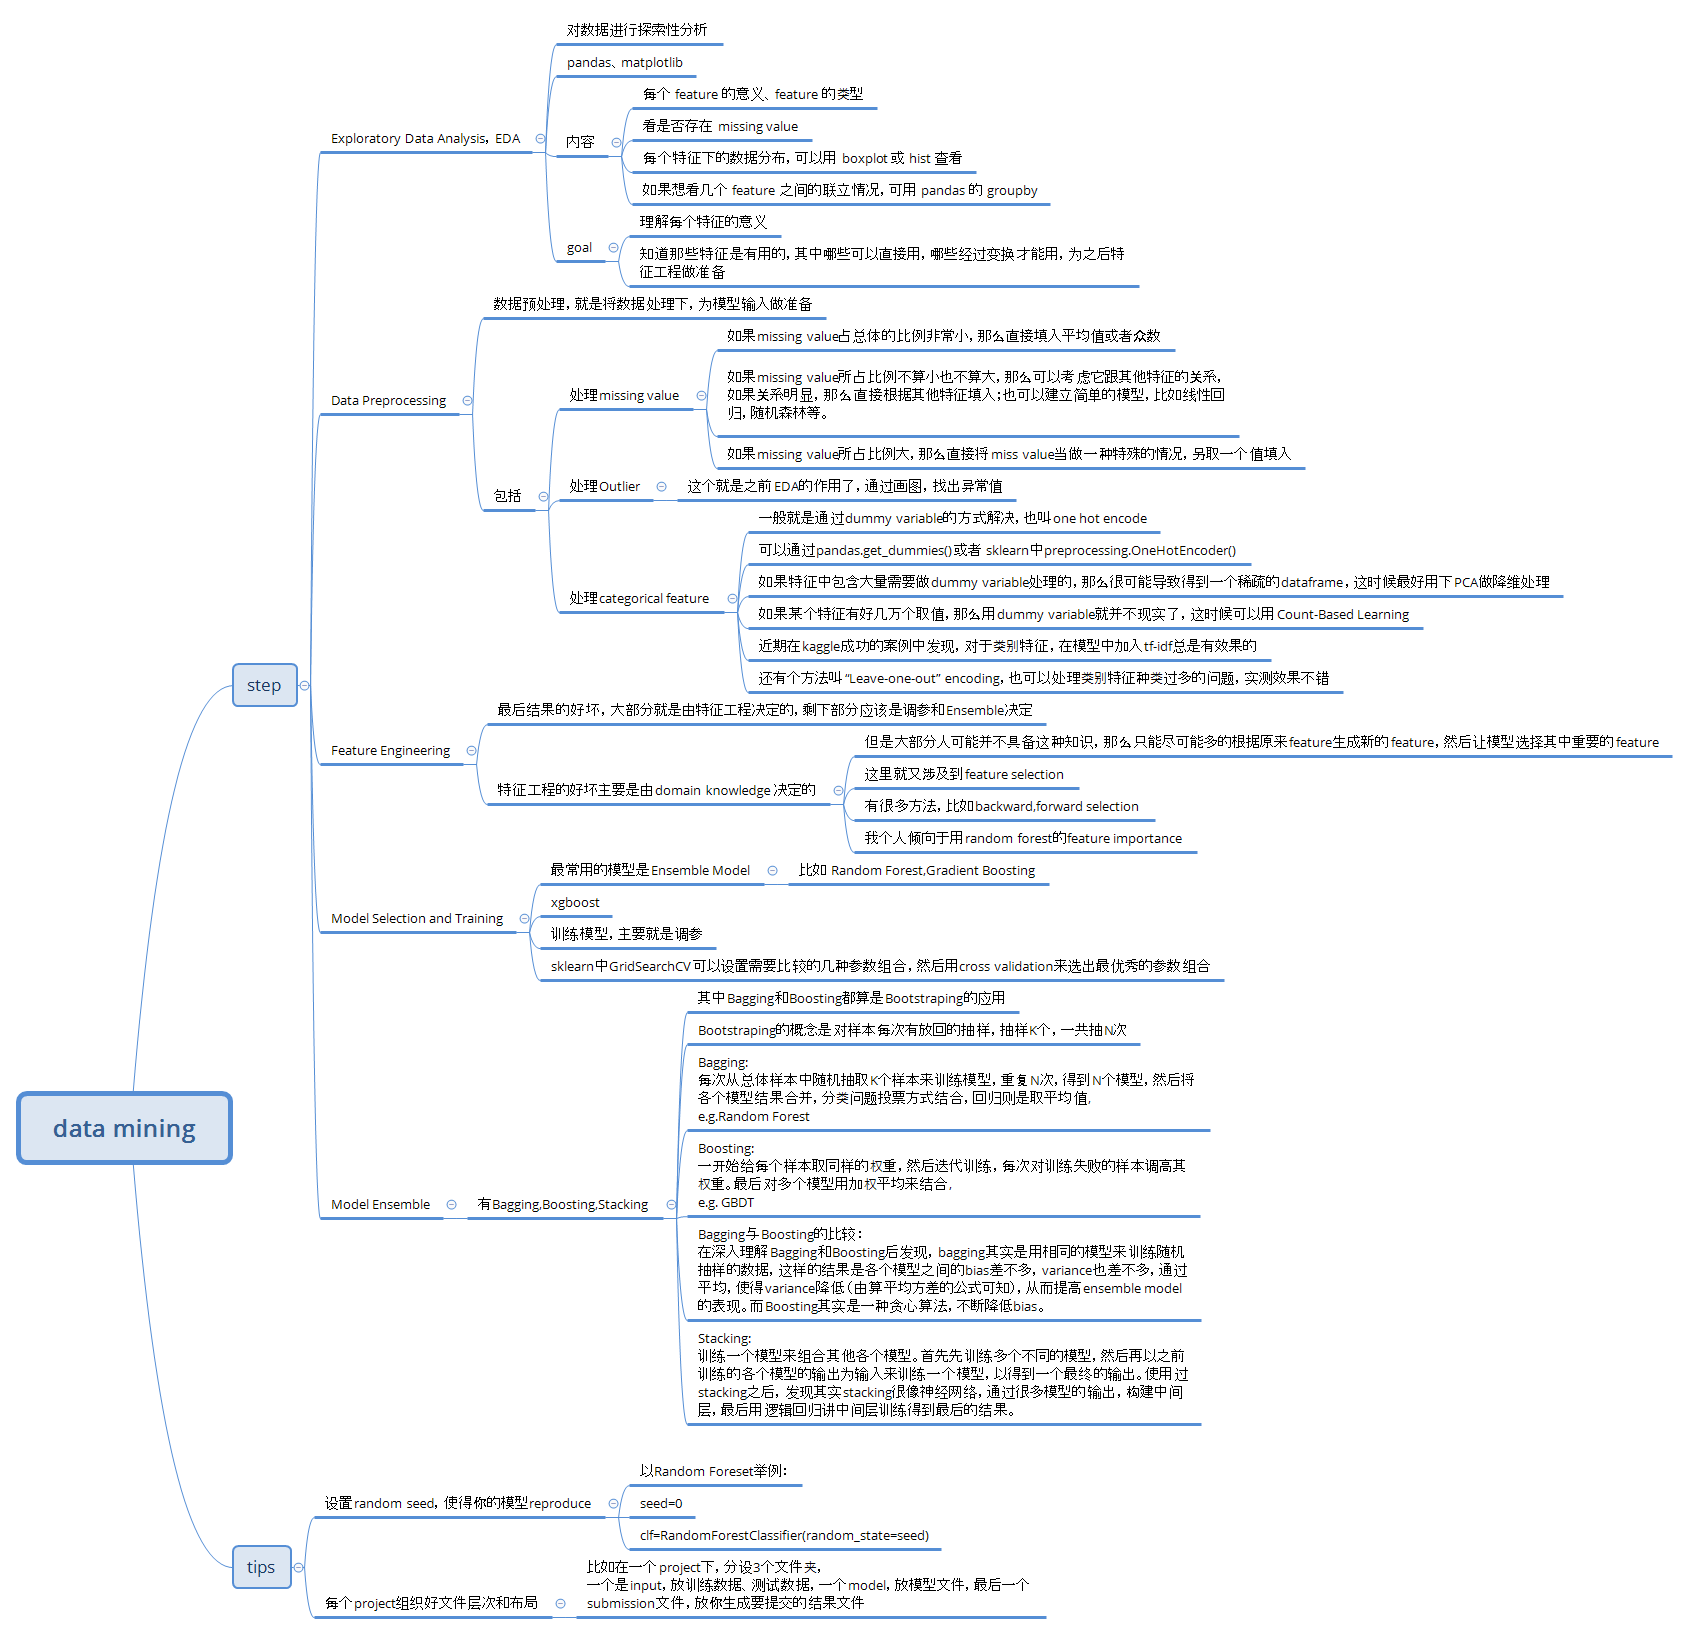 data mining
step
Exploratory Data Analysis，EDA
对数据进行探索性分析
pandas、matplotlib
内容
每个 feature 的意义、feature 的类型
看是否存在 missing value
每个特征下的数据分布，可以用 boxplot 或 hist 查看
如果想看几个 feature 之间的联立情况，可用 pandas 的 groupby
goal
理解每个特征的意义
知道那些特征是有用的，其中哪些可以直接用，哪些经过变换才能用，为之后特
征工程做准备
Data Preprocessing
数据预处理，就是将数据处理下，为模型输入做准备
包括
处理missing value
如果missing value占总体的比例非常小，那么直接填入平均值或者众数
如果missing value所占比例不算小也不算大，那么可以考虑它跟其他特征的关系，
如果关系明显，那么直接根据其他特征填入；也可以建立简单的模型，比如线性回
归，随机森林等。
如果missing value所占比例大，那么直接将miss value当做一种特殊的情况，另取一个值填入
处理Outlier
这个就是之前EDA的作用了，通过画图，找出异常值
处理categorical feature
一般就是通过dummy variable的方式解决，也叫one hot encode
可以通过pandas.get_dummies()或者 sklearn中preprocessing.OneHotEncoder()
如果特征中包含大量需要做dummy variable处理的，那么很可能导致得到一个稀疏的dataframe，这时候最好用下PCA做降维处理
如果某个特征有好几万个取值，那么用dummy variable就并不现实了，这时候可以用Count-Based Learning
近期在kaggle成功的案例中发现，对于类别特征，在模型中加入tf-idf总是有效果的
还有个方法叫“Leave-one-out” encoding，也可以处理类别特征种类过多的问题，实测效果不错
Feature Engineering
最后结果的好坏，大部分就是由特征工程决定的，剩下部分应该是调参和Ensemble决定
特征工程的好坏主要是由domain knowledge决定的
但是大部分人可能并不具备这种知识，那么只能尽可能多的根据原来feature生成新的feature，然后让模型选择其中重要的feature
这里就又涉及到feature selection
有很多方法，比如backward,forward selection
我个人倾向于用random forest的feature importance
Model Selection and Training
最常用的模型是Ensemble Model
比如 Random Forest,Gradient Boosting
xgboost
训练模型，主要就是调参
sklearn中GridSearchCV可以设置需要比较的几种参数组合，然后用cross validation来选出最优秀的参数组合
Model Ensemble
有Bagging,Boosting,Stacking
其中Bagging和Boosting都算是Bootstraping的应用
Bootstraping的概念是对样本每次有放回的抽样，抽样K个，一共抽N次
Bagging:
每次从总体样本中随机抽取K个样本来训练模型，重复N次，得到N个模型，然后将
各个模型结果合并，分类问题投票方式结合，回归则是取平均值,
e.g.Random Forest
Boosting:
一开始给每个样本取同样的权重，然后迭代训练，每次对训练失败的样本调高其
权重。最后对多个模型用加权平均来结合,
e.g. GBDT
Bagging与Boosting的比较：
在深入理解Bagging和Boosting后发现，bagging其实是用相同的模型来训练随机
抽样的数据，这样的结果是各个模型之间的bias差不多，variance也差不多，通过
平均，使得variance降低（由算平均方差的公式可知），从而提高ensemble model
的表现。而Boosting其实是一种贪心算法，不断降低bias。
Stacking:
训练一个模型来组合其他各个模型。首先先训练多个不同的模型，然后再以之前
训练的各个模型的输出为输入来训练一个模型，以得到一个最终的输出。使用过
stacking之后，发现其实stacking很像神经网络，通过很多模型的输出，构建中间
层，最后用逻辑回归讲中间层训练得到最后的结果。
tips
设置random seed，使得你的模型reproduce
以Random Foreset举例：
seed=0
clf=RandomForestClassifier(random_state=seed)
每个project组织好文件层次和布局
比如在一个project下，分设3个文件夹，
一个是input，放训练数据、测试数据，一个model，放模型文件，最后一个
submission文件，放你生成要提交的结果文件